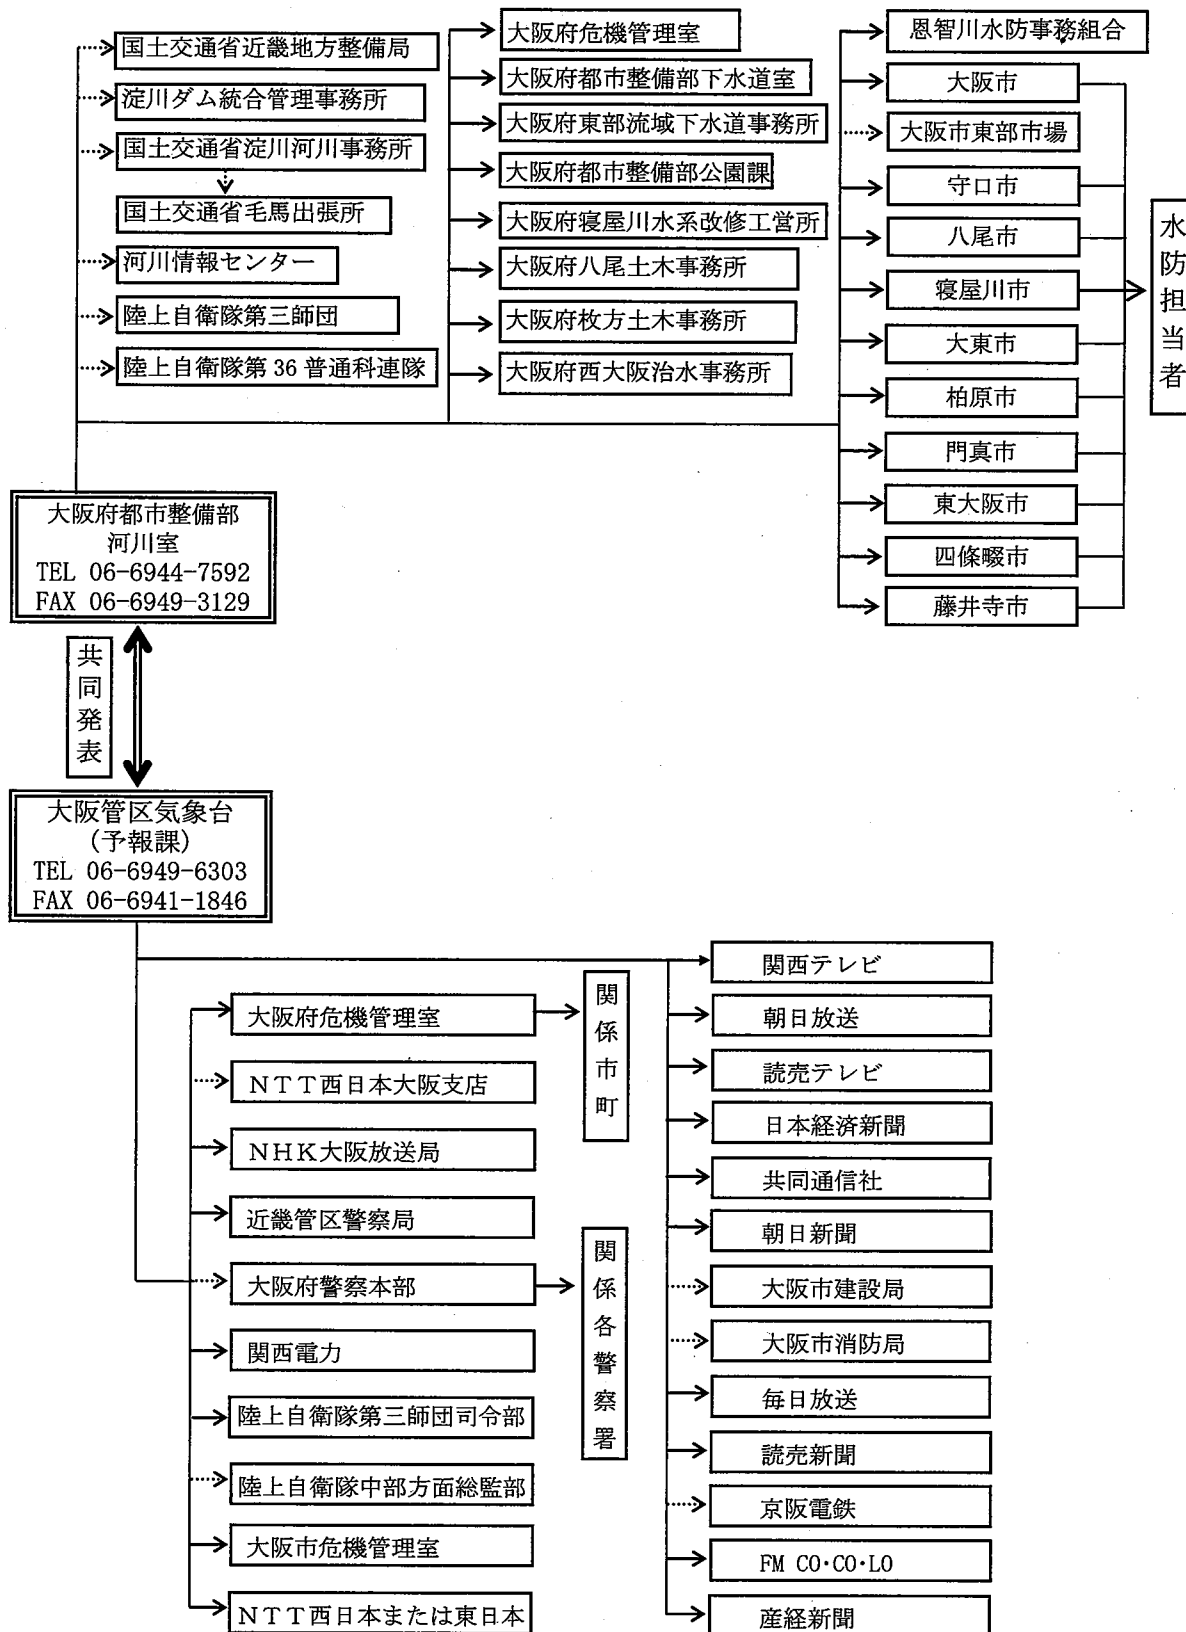 国土交通省近畿地方整備局
淀川ダム統合管理事務所
国土交通省淀川河川事務所
国土交通省毛馬出張所
河川情報センター
陸上自衛隊第三師団
陸上自衛隊第36普通科連隊
大阪府危機管理室
大阪府都市整備部下水道室
大阪府東部流域下水道事務所
大阪府都市整備部公園課
大阪府寝屋川水系改修工営所
大阪府八尾土木事務所
大阪府枚方土木事務所
大阪府西大阪治水事務所
恩智川水防事務組合
大阪市
大阪市東部市場
守口市
八尾市
寝屋川市
大東市
柏原市
門真市
東大阪市
四條畷市
藤井寺市
水防担当者
大阪府都市整備部
河川室
TEL 06-6944-7592
FAX 06-6949-3129
共同発表
大阪管区気象台
(予報課)
TEL 06-6949-6303
FAX 06-6941-1846
大阪府危機管理室
NTT西日本大阪支店
NHK大阪放送局
近畿管区警察局
大阪府警察本部
関西電力
陸上自衛隊第三師団司令部
陸上自衛隊中部方面総監部
大阪市危機管理室
NTT西日本または東日本
関係市町
関係各警察署
関西テレビ
朝日放送
読売テレビ
日本経済新聞
共同通信社
朝日新聞
大阪市建設局
大阪市消防局
毎日放送
読売新聞
京阪電鉄
FM CO・CO・LO
産経新聞